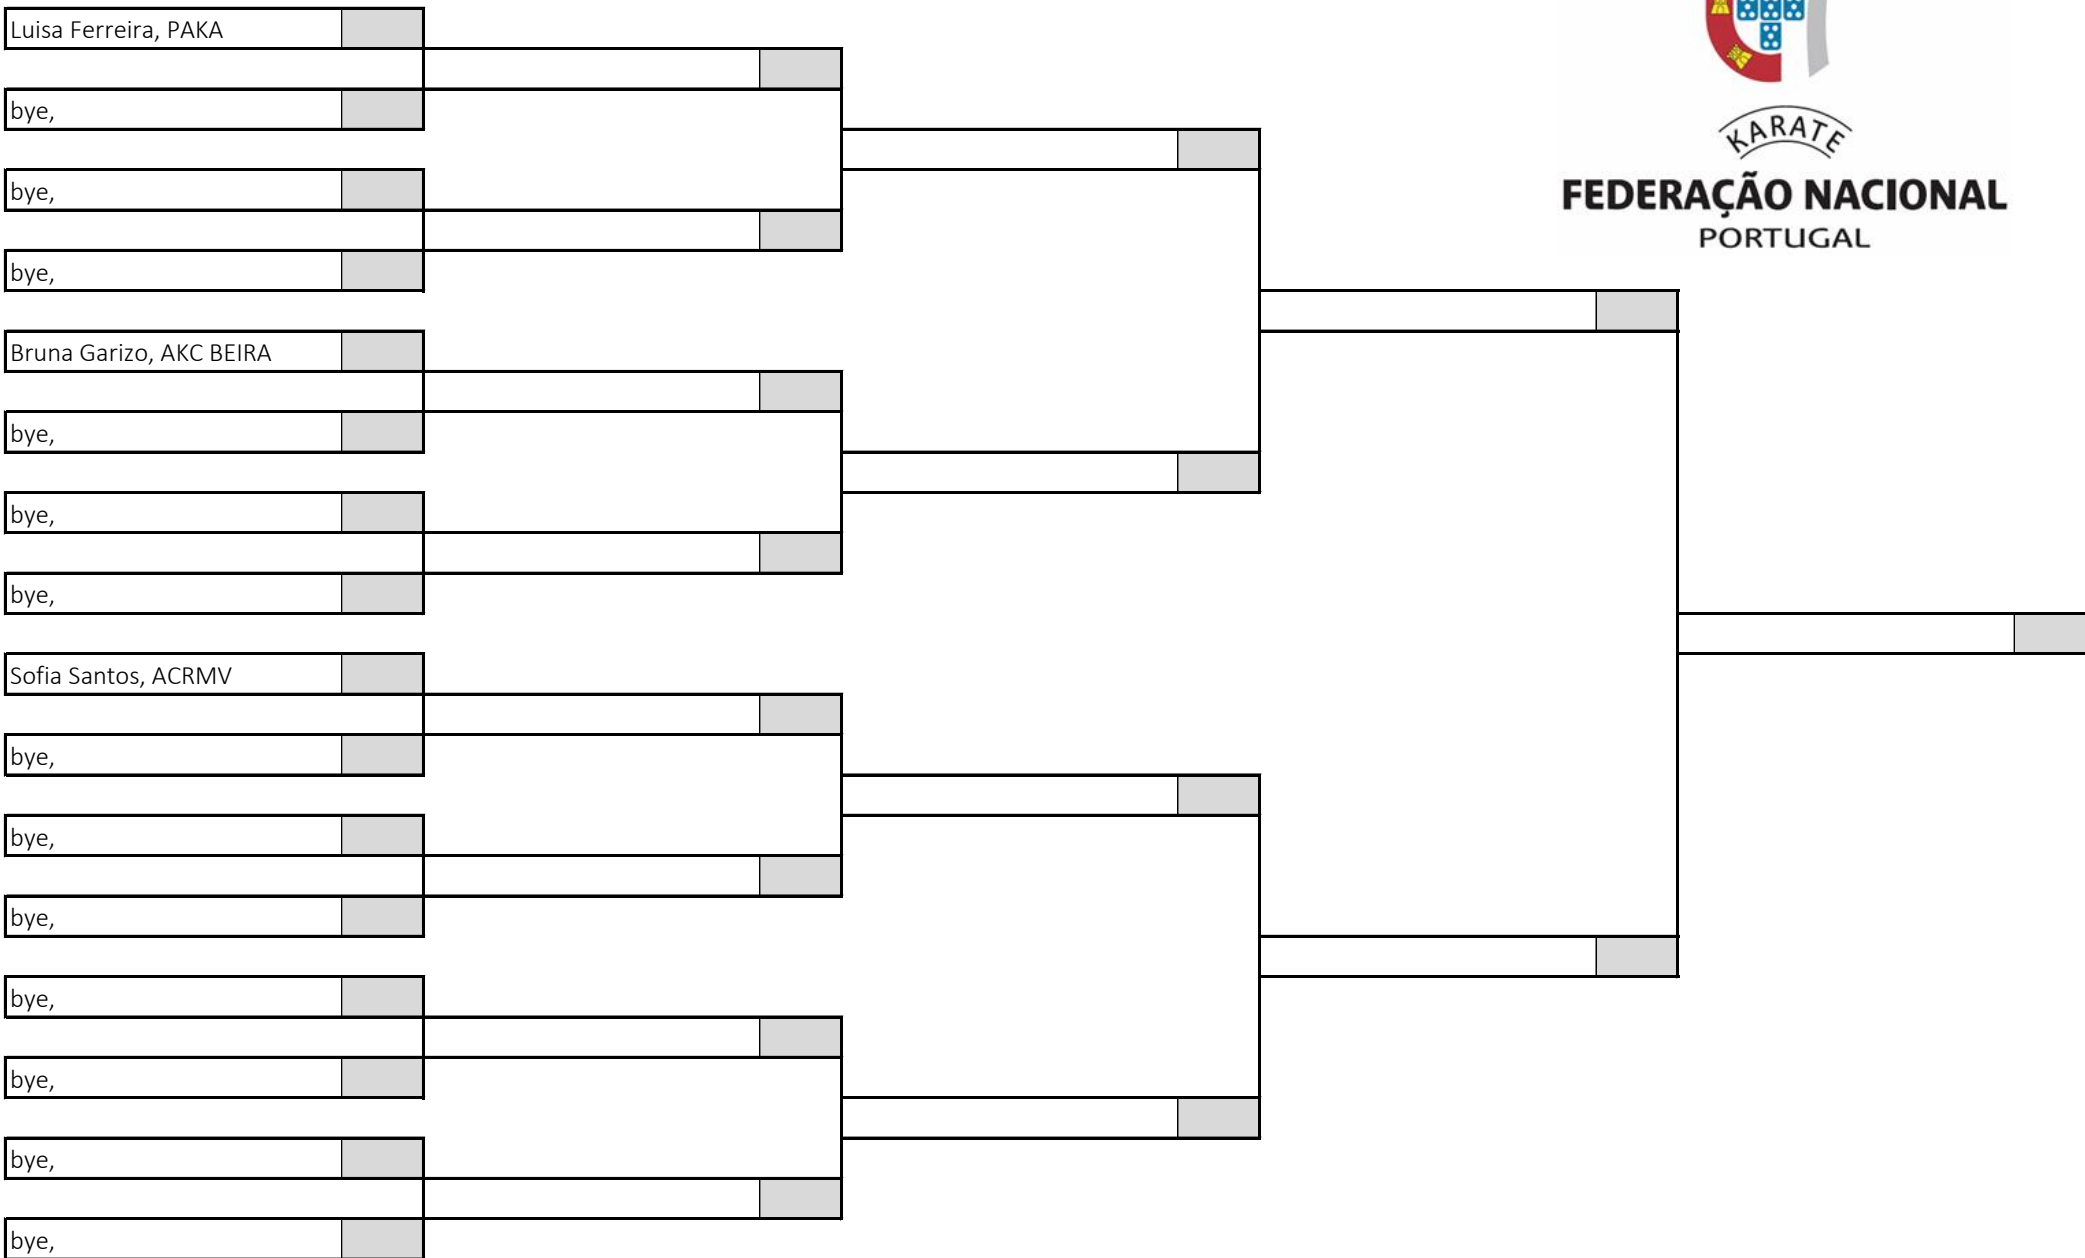 Luisa Ferreira, PAKA
bye,
bye,
bye,
Bruna Garizo, AKC BEIRA
bye,
bye,
bye,
Sofia Santos, ACRMV
bye,
bye,
bye,
bye,
bye,
bye,
bye,
KARATE
FEDERAÇÃO NACIONAL
PORTUGAL